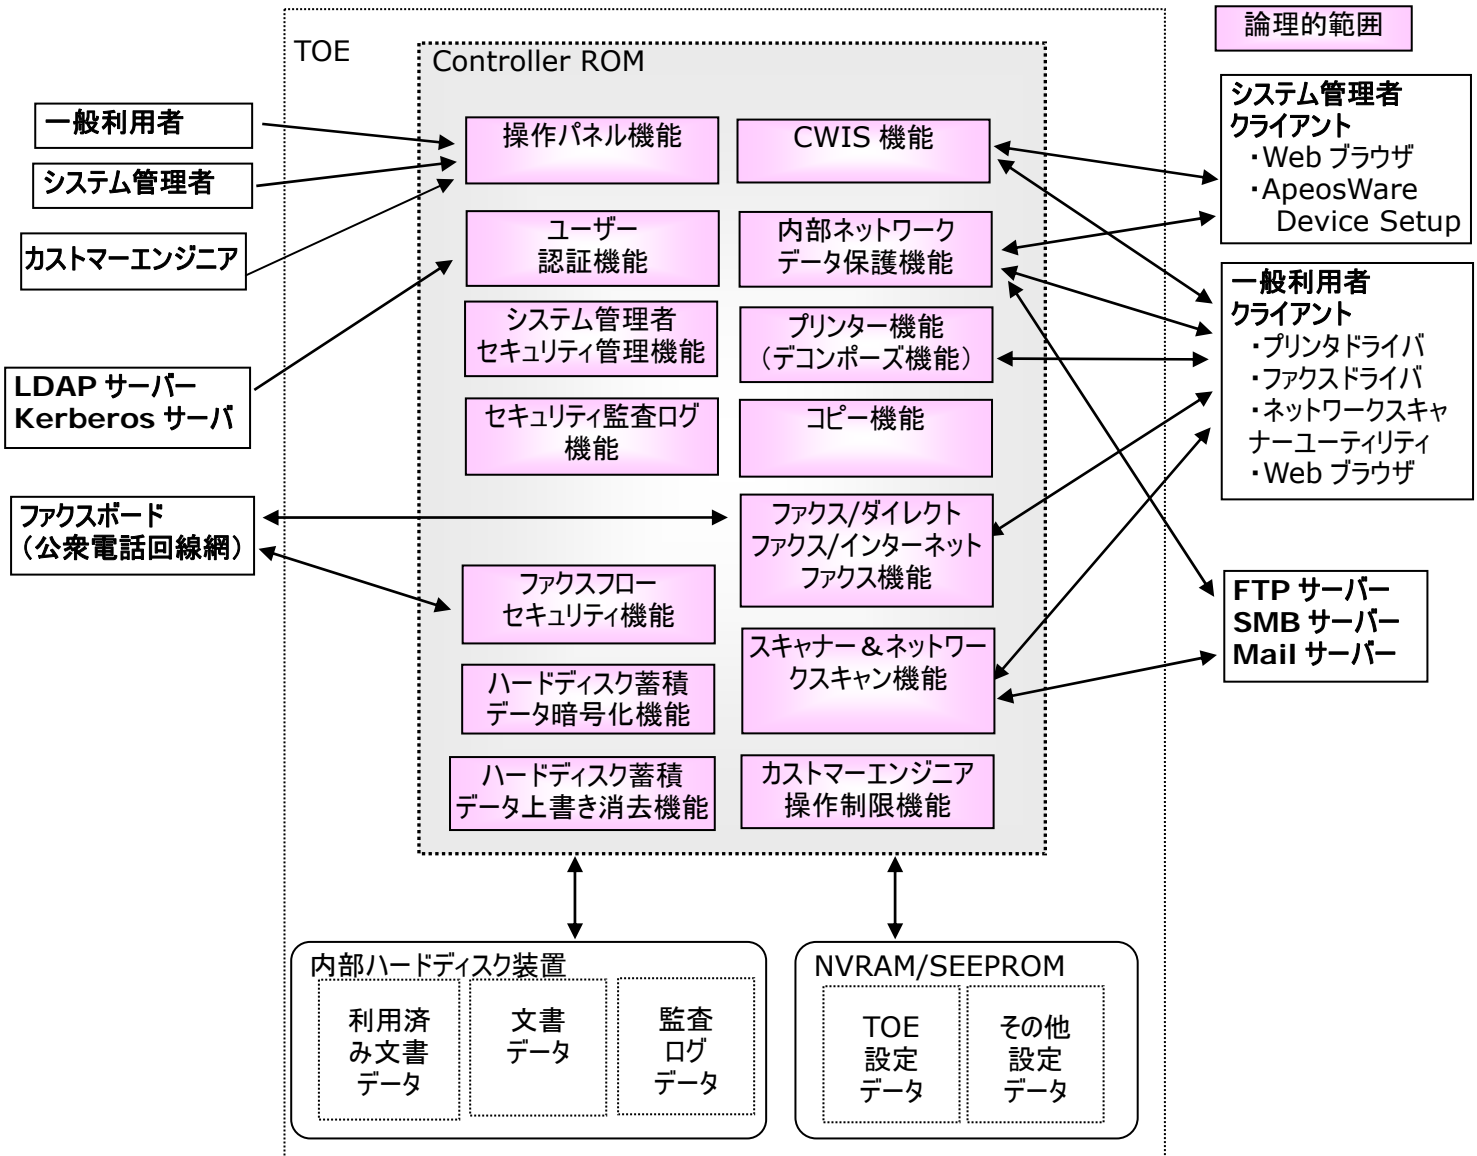 論理的範囲
TOE
Controller ROM
一般利用者
システム管理者
カストマーエンジニア
LDAP サーバー
Kerberos サーバ
ファクスボード
（公衆電話回線網）
操作パネル機能
ユーザー
認証機能
システム管理者
セキュリティ管理機能
セキュリティ監査ログ
機能
ファクスフロー
セキュリティ機能
ハードディスク蓄積
データ暗号化機能
ハードディスク蓄積
データ上書き消去機能
CWIS 機能
内部ネットワーク
データ保護機能
プリンター機能
（デコンポーズ機能）
コピー機能
ファクス/ダイレクト
ファクス/インターネット
ファクス機能
スキャナー＆ネットワー
クスキャン機能
カストマーエンジニア
操作制限機能
システム管理者
クライアント
・Web ブラウザ
・ApeosWare
Device Setup
一般利用者
クライアント
・プリンタドライバ
・ファクスドライバ
・ネットワークスキャ
ナーユーティリティ
・Web ブラウザ
FTP サーバー
SMB サーバー
Mail サーバー
内部ハードディスク装置
利用済
み文書
データ
文書
データ
監査
ログ
データ
NVRAM/SEEPROM
TOE
設定
データ
その他
設定
データ